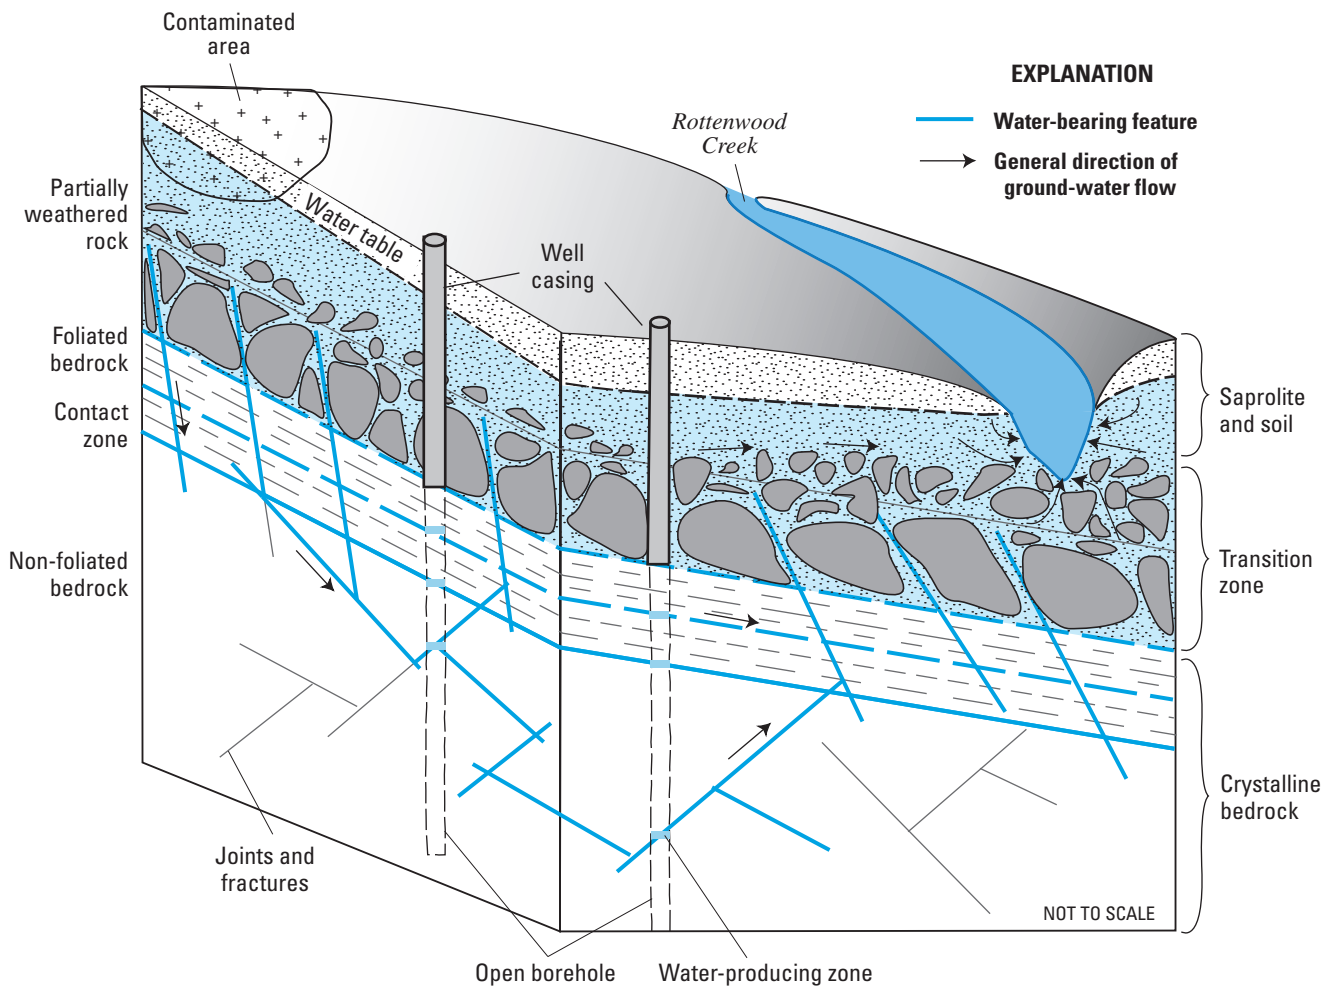 Contaminated
area
EXPLANATION
Water-bearing feature
General direction of
ground-water flow
Rottenwood
Creek
Partially
weathered
rock
Water table
Well
casing
Foliated
bedrock
Contact
zone
Saprolite
and soil
Non-foliated
bedrock
Transition
zone
Crystalline
bedrock
Joints and
fractures
NOT TO SCALE
Open borehole
Water-producing zone